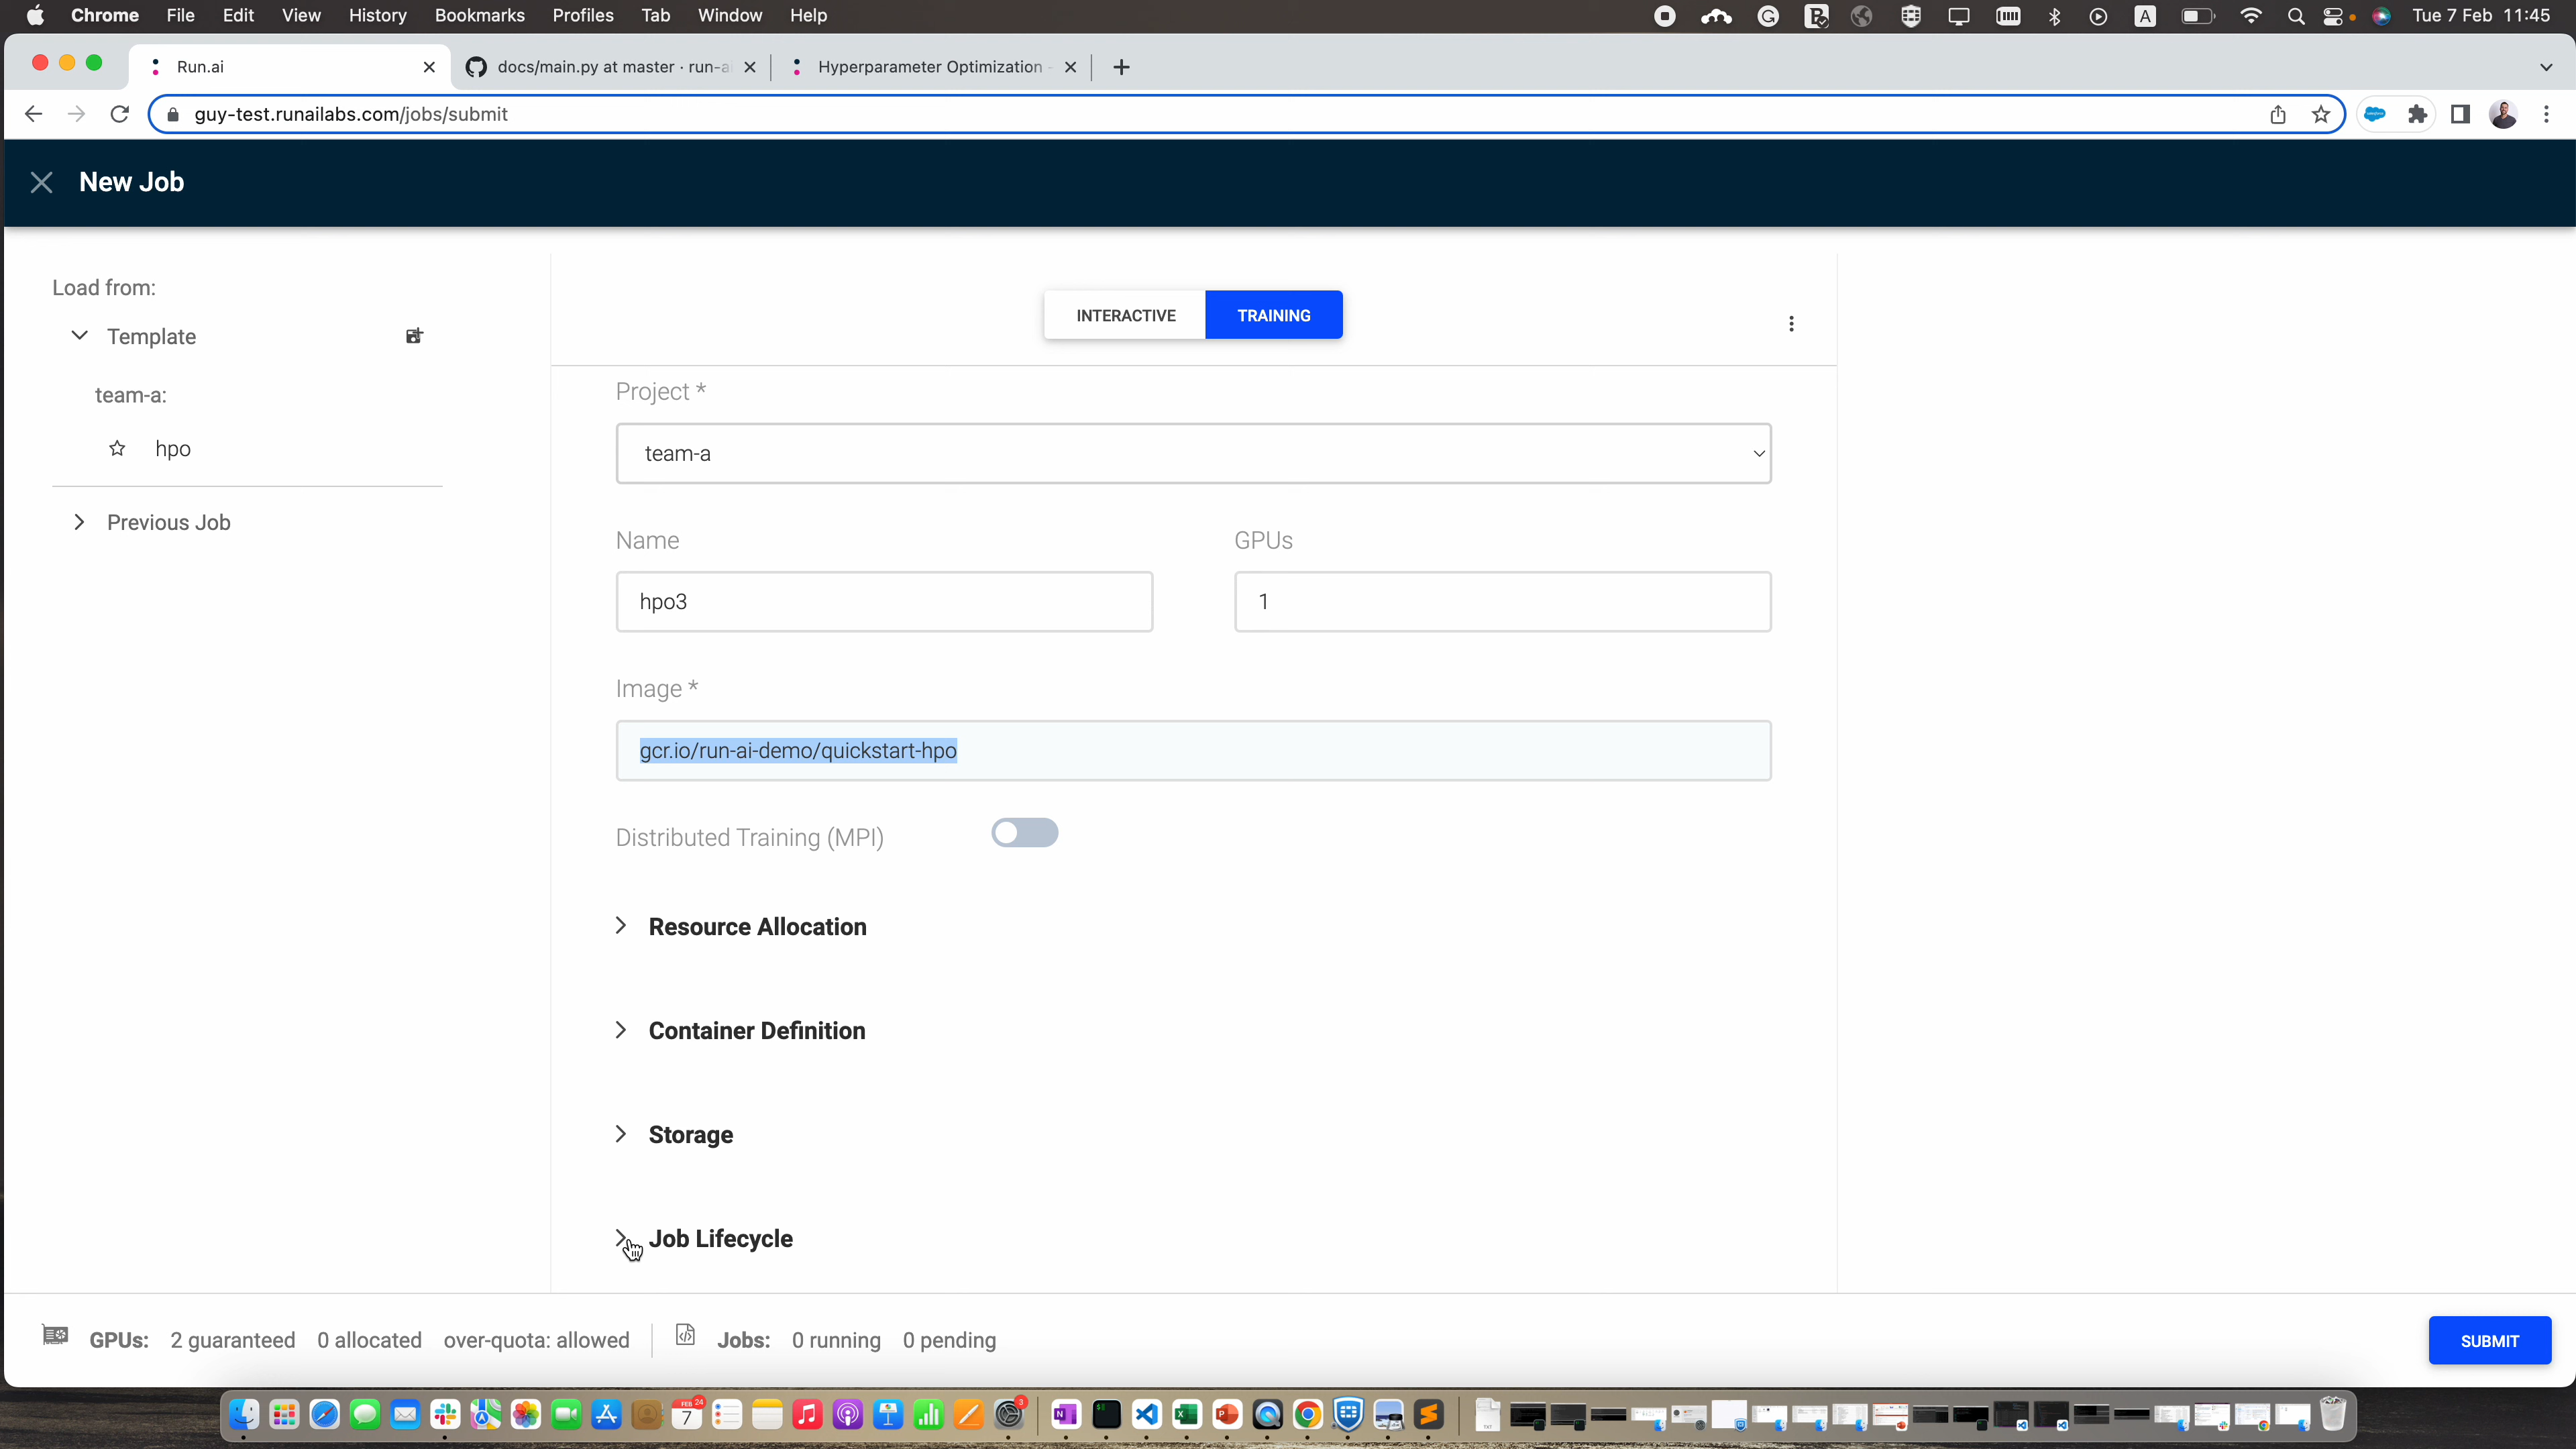 Chrome File Edit View History Bookmarks Profiles Tab Window Help Tue 7 Feb 11:45
Run.ai docs/main.py at master · run-ai Hyperparameter Optimization -
guy-test.runailabs.com/jobs/submit
New Job
Load from:
Template
team-a:
hpo
Previous Job
INTERACTIVE TRAINING
Project *
team-a
Name GPUs
hpo3 1
Image *
gcr.io/run-ai-demo/quickstart-hpo
Distributed Training (MPI)
Resource Allocation
Container Definition
Storage
Job Lifecycle
GPUs: 2 guaranteed 0 allocated over-quota: allowed Jobs: 0 running 0 pending
SUBMIT